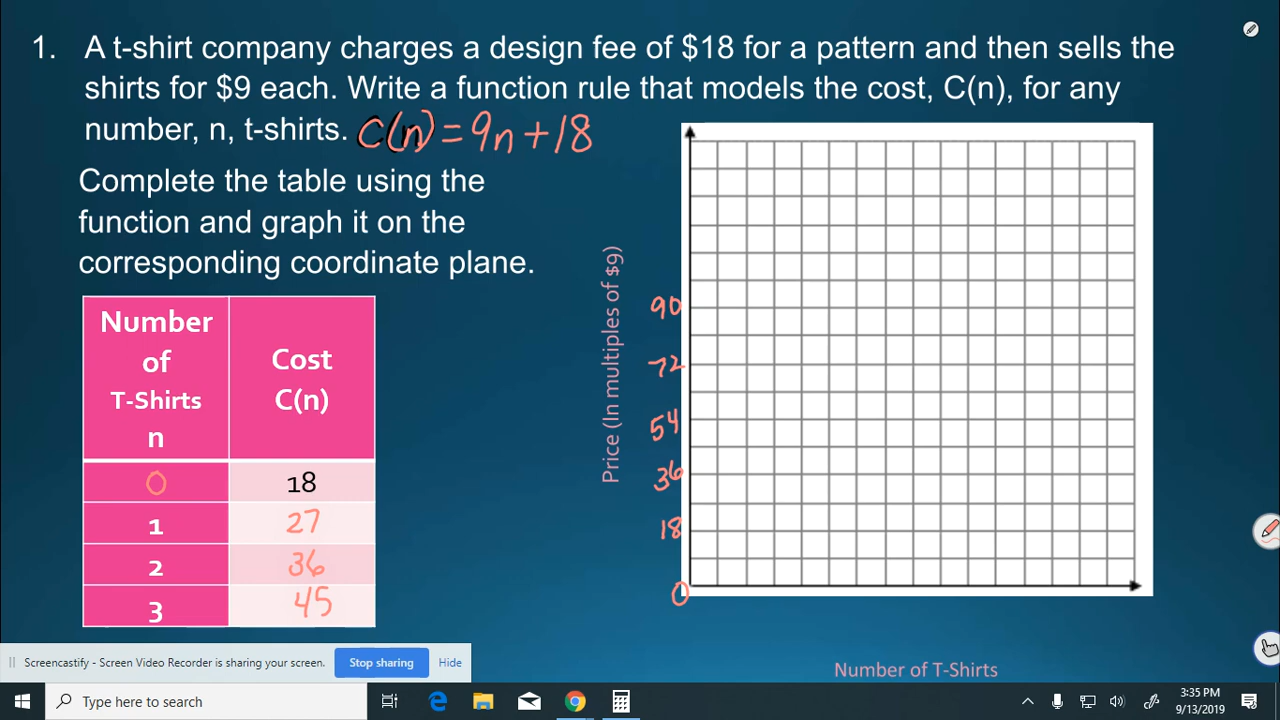 1. A t-shirt company charges a design fee of $18 for a pattern and then sells the
shirts for $9 each. Write a function rule that models the cost, C(n), for any
number, n, t-shirts. C(n)=9n+18
Complete the table using the
function and graph it on the
corresponding coordinate plane.
Number
of
T-Shirts
n
Cost
C(n)
0 18
1 27
2 36
3 45
Price (In multiples of $9)
90
72
54
36
18
0
Number of T-Shirts
Screencastify - Screen Video Recorder is sharing your screen. Stop sharing Hide
Type here to search
3:35 PM
9/13/2019